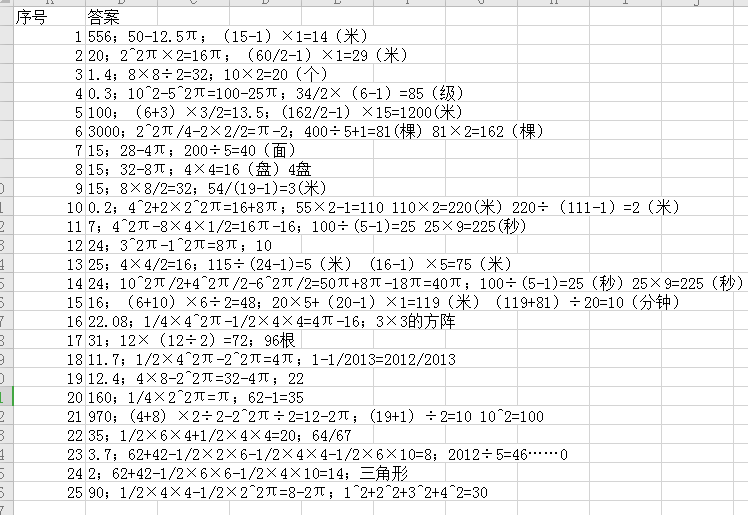 A B C D E F G H I J
序号 答案
1 556；50-12.5π；（15-1）×1=14（米）
2 20；2^2π×2=16π；（60/2-1）×1=29（米）
3 1.4；8×8÷2=32；10×2=20（个）
4 0.3；10^2-5^2π=100-25π；34/2×（6-1）=85（级）
5 100；（6+3）×3/2=13.5；(162/2-1）×15=1200(米)
6 3000；2^2π/4-2×2/2=π-2；400÷5+1=81(棵）81×2=162（棵）
7 15；28-4π；200÷5=40（面）
8 15；32-8π；4×4=16（盘）4盘
9 15；8×8/2=32；54/(19-1)=3(米）
10 0.2；4^2+2×2^2π=16+8π；55×2-1=110 110×2=220(米）220÷（111-1）=2（米）
11 7；4^2π-8×4×1/2=16π-16；100÷(5-1)=25 25×9=225(秒)
12 24；3^2π-1^2π=8π；10
13 25；4×4/2=16；115÷(24-1)=5（米）（16-1）×5=75（米）
14 24；10^2π/2+4^2π/2-6^2π/2=50π+8π-18π=40π；100÷(5-1)=25（秒）25×9=225（秒）
15 16；（6+10）×6÷2=48；20×5+（20-1）×1=119（米）（119+81）÷20=10（分钟）
16 22.08；1/4×4^2π-1/2×4×4=4π-16；3×3的方阵
17 31；12×（12÷2）=72；96根
18 11.7；1/2×4^2π-2^2π=4π；1-1/2013=2012/2013
19 12.4；4×8-2^2π=32-4π；22
20 160；1/4×2^2π=π；62-1=35
21 970；(4+8）×2÷2-2^2π÷2=12-2π；(19+1）÷2=10 10^2=100
22 35；1/2×6×4+1/2×4×4=20；64/67
23 3.7；62+42-1/2×2×6-1/2×4×4-1/2×6×10=8；2012÷5=46……0
24 2；62+42-1/2×6×6-1/2×4×10=14；三角形
25 90；1/2×4×4-1/2×2^2π=8-2π；1^2+2^2+3^2+4^2=30